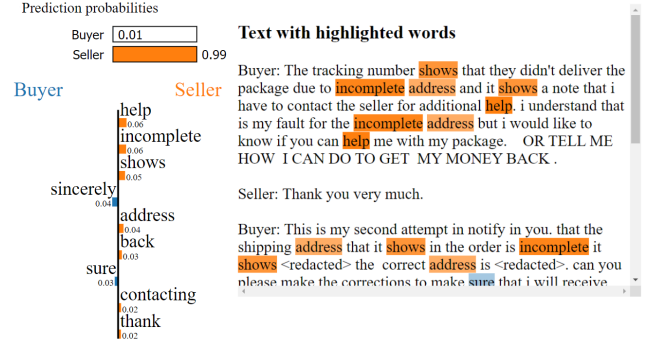 Prediction probabilities
Buyer 0.01
Seller 0.99
Buyer Seller
help
0.06
incomplete
0.06
shows
0.05
sincerely
0.04
address
0.04
back
0.03
sure
0.03
contacting
0.02
thank
0.02
Text with highlighted words
Buyer: The tracking number shows that they didn't deliver the
package due to incomplete address and it shows a note that i
have to contact the seller for additional help. i understand that
is my fault for the incomplete address but i would like to
know if you can help me with my package. OR TELL ME
HOW I CAN DO TO GET MY MONEY BACK .
Seller: Thank you very much.
Buyer: This is my second attempt in notify in you. that the
shipping address that it shows in the order is incomplete it
shows <redacted> the correct address is <redacted>. can you
please make the corrections to make sure that i will receive